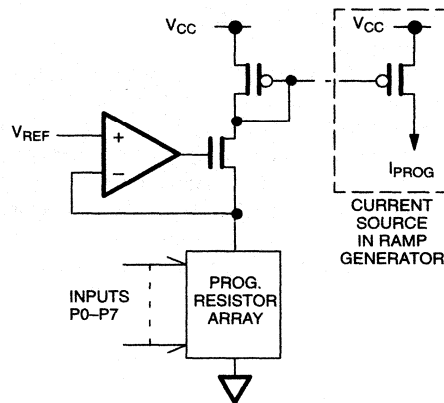 VCC
VCC
VREF
+
−
IPROG
CURRENT
SOURCE
IN RAMP
GENERATOR
PROG.
RESISTOR
ARRAY
INPUTS
P0–P7